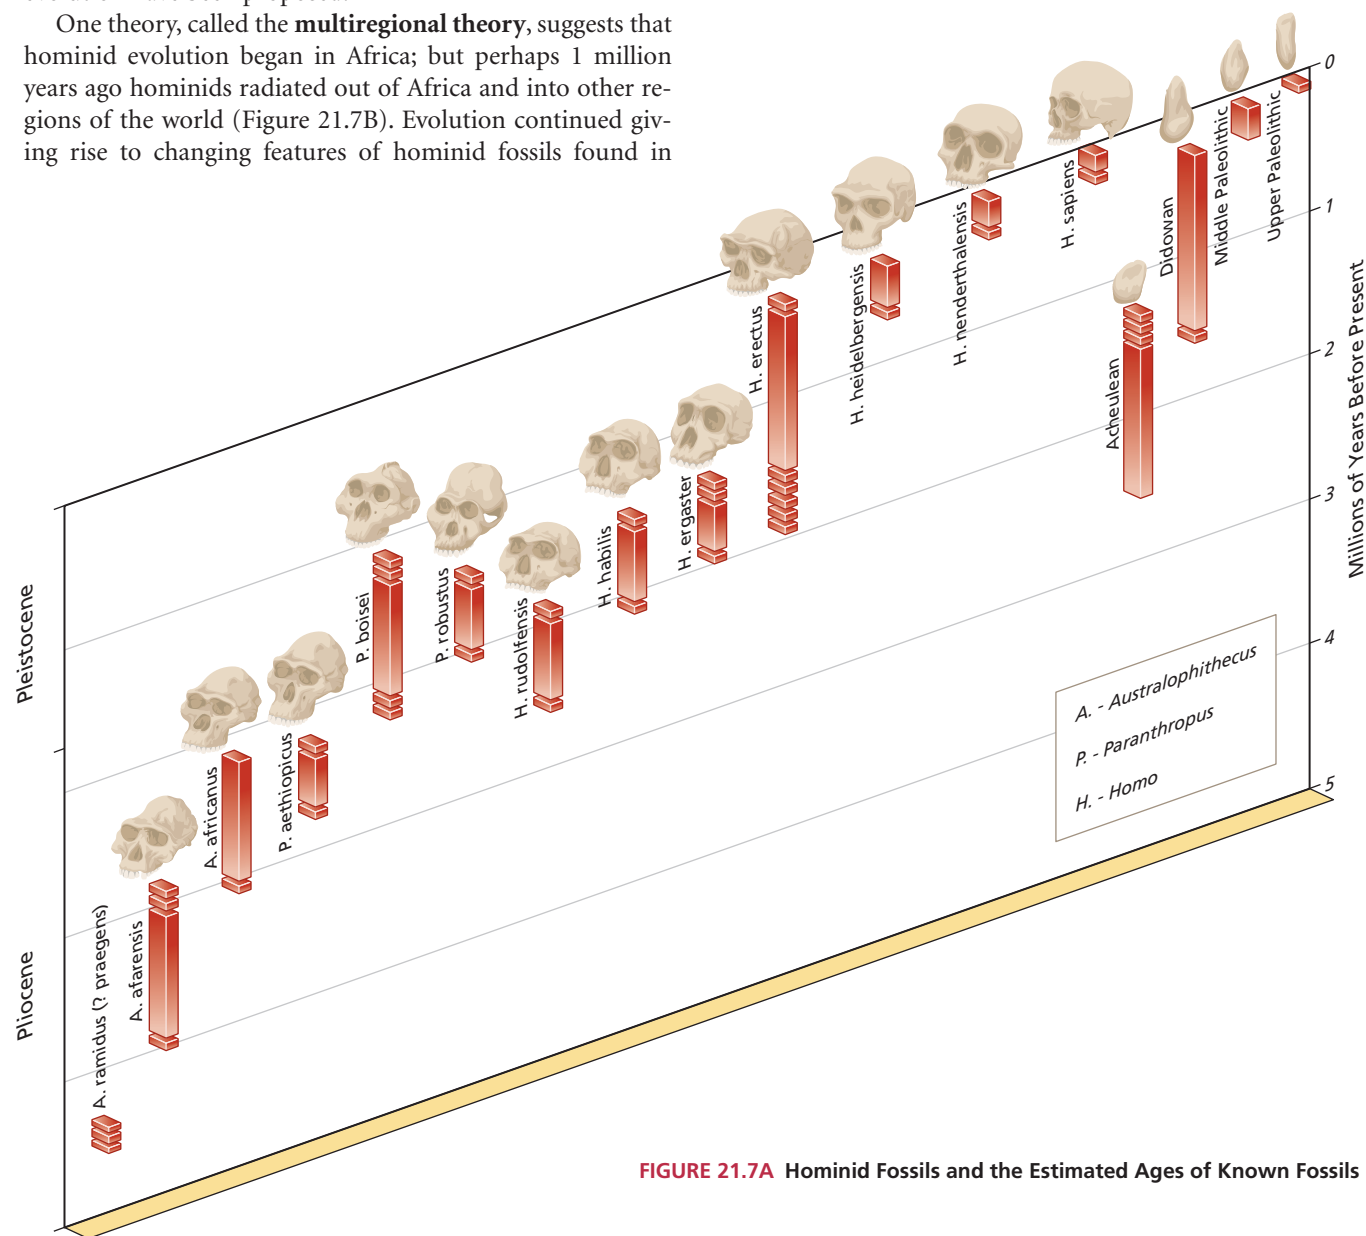 One theory, called the multiregional theory, suggests that
hominid evolution began in Africa; but perhaps 1 million
years ago hominids radiated out of Africa and into other re-
gions of the world (Figure 21.7B). Evolution continued giv-
ing rise to changing features of hominid fossils found in
Pleistocene
Pliocene
A. ramidus (? praegens)
A. afarensis
A. africanus
P. aethiopicus
P. boisei
P. robustus
H. rudolfensis
H. habilis
H. ergaster
H. erectus
H. heidelbergensis
H. nenderthalensis
H. sapiens
Acheulean
Didowan
Middle Paleolithic
Upper Paleolithic
0
1
2
3
4
5
Millions of Years Before Present
A. - Australophithecus
P. - Paranthropus
H. - Homo
FIGURE 21.7A Hominid Fossils and the Estimated Ages of Known Fossils